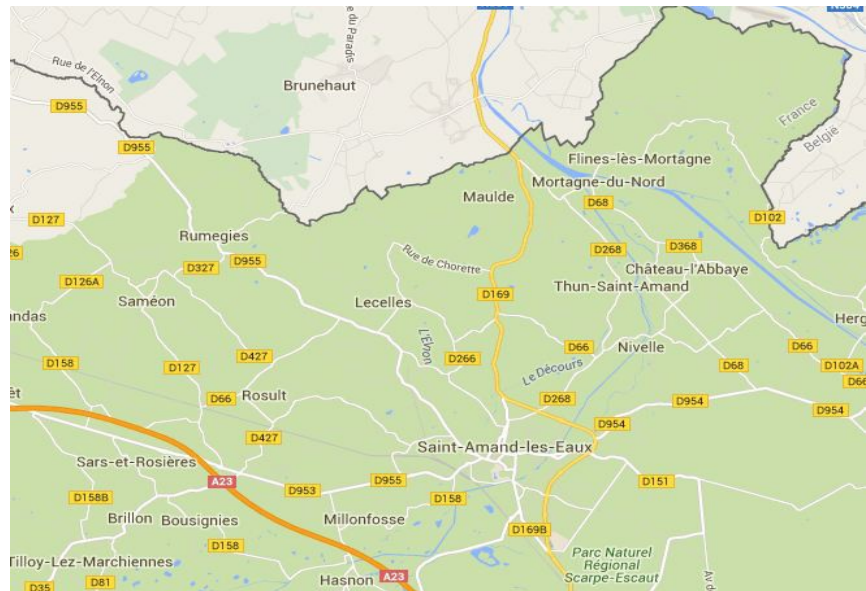 Rue de l'Elnon
e du Paradis
Brunehaut
D955
D955
France
België
Flines-lès-Mortagne
Mortagne-du-Nord
Maulde
D68
D127
D102
Rumegies
D327
D955
Rue de Chorette
D268
D368
Château-l'Abbaye
Thun-Saint-Amand
D126A
Saméon
Lecelles
D169
andas
Herg
L'Elnon
D158
D427
D266
D66
Nivelle
D66
D127
Le Décours
D68
D102A
D66
Rosult
D66
D268
D954
D954
D427
D954
Saint-Amand-les-Eaux
Sars-et-Rosières
A23
D953
D955
D151
D158B
D158
Brillon
Bousignies
Millonfosse
D169B
D158
Parc Naturel
Régional
Scarpe-Escaut
Tilloy-Lez-Marchiennes
Hasnon
A23
Av d
D35
D81